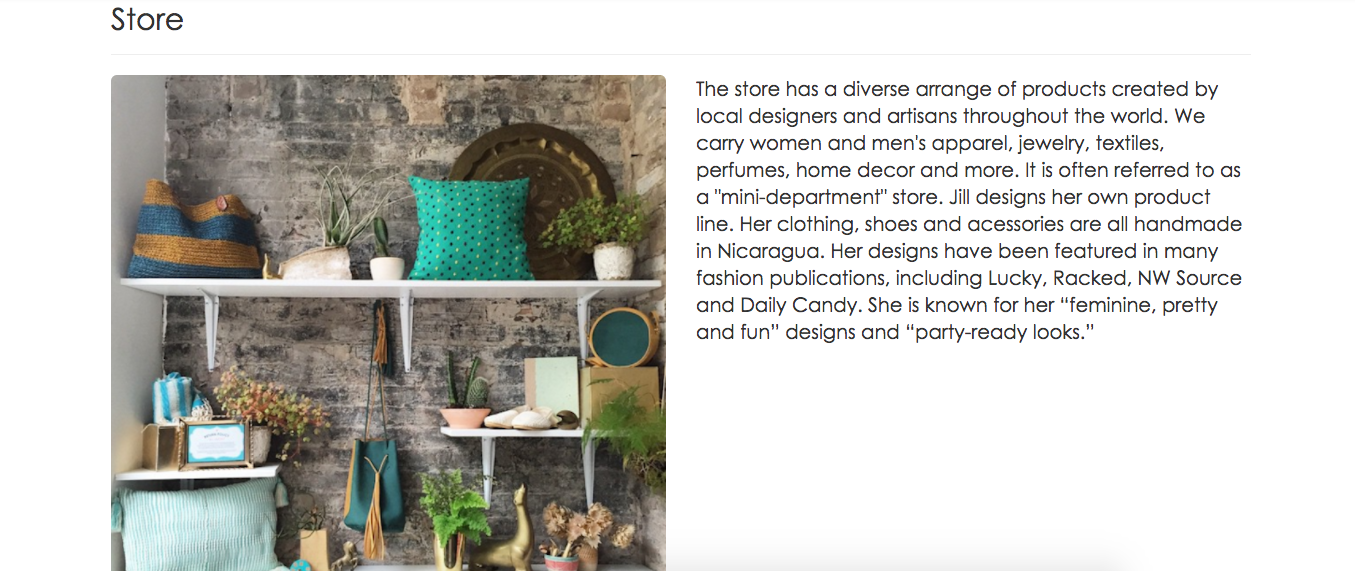 Store
The store has a diverse arrange of products created by
local designers and artisans throughout the world. We
carry women and men's apparel, jewelry, textiles,
perfumes, home decor and more. It is often referred to as
a "mini-department" store. Jill designs her own product
line. Her clothing, shoes and acessories are all handmade
in Nicaragua. Her designs have been featured in many
fashion publications, including Lucky, Racked, NW Source
and Daily Candy. She is known for her “feminine, pretty
and fun” designs and “party-ready looks.”